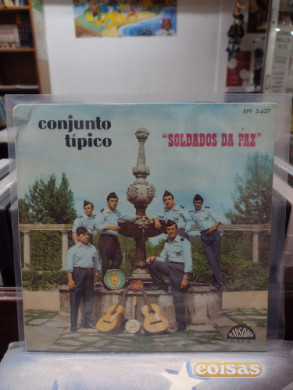 EPF 5.627
conjunto
típico
"SOLDADOS DA PAZ"
coisas